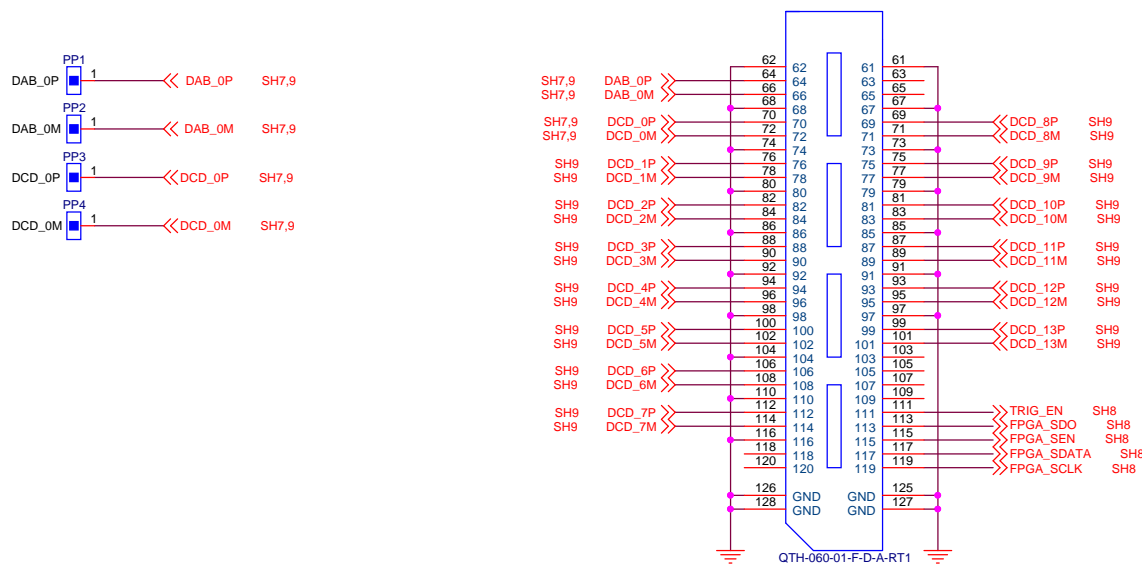 PP1
DAB_0P 1 DAB_0P SH7,9
PP2
DAB_0M 1 DAB_0M SH7,9
PP3
DCD_0P 1 DCD_0P SH7,9
PP4
DCD_0M 1 DCD_0M SH7,9
62 62 61 61
SH7,9 DAB_0P 64 64 63 63
SH7,9 DAB_0M 66 66 65 65
68 68 67 67
SH7,9 DCD_0P 70 70 69 69 DCD_8P SH9
SH7,9 DCD_0M 72 72 71 71 DCD_8M SH9
74 74 73 73
SH9 DCD_1P 76 76 75 75 DCD_9P SH9
SH9 DCD_1M 78 78 77 77 DCD_9M SH9
80 80 79 79
SH9 DCD_2P 82 82 81 81 DCD_10P SH9
SH9 DCD_2M 84 84 83 83 DCD_10M SH9
86 86 85 85
SH9 DCD_3P 88 88 87 87 DCD_11P SH9
SH9 DCD_3M 90 90 89 89 DCD_11M SH9
92 92 91 91
SH9 DCD_4P 94 94 93 93 DCD_12P SH9
SH9 DCD_4M 96 96 95 95 DCD_12M SH9
98 98 97 97
SH9 DCD_5P 100 100 99 99 DCD_13P SH9
SH9 DCD_5M 102 102 101 101 DCD_13M SH9
104 104 103 103
SH9 DCD_6P 106 106 105 105
SH9 DCD_6M 108 108 107 107
110 110 109 109
SH9 DCD_7P 112 112 111 111 TRIG_EN SH8
SH9 DCD_7M 114 114 113 113 FPGA_SDO SH8
116 116 115 115 FPGA_SEN SH8
118 118 117 117 FPGA_SDATA SH8
120 120 119 119 FPGA_SCLK SH8
126 GND GND 125
128 GND GND 127
QTH-060-01-F-D-A-RT1